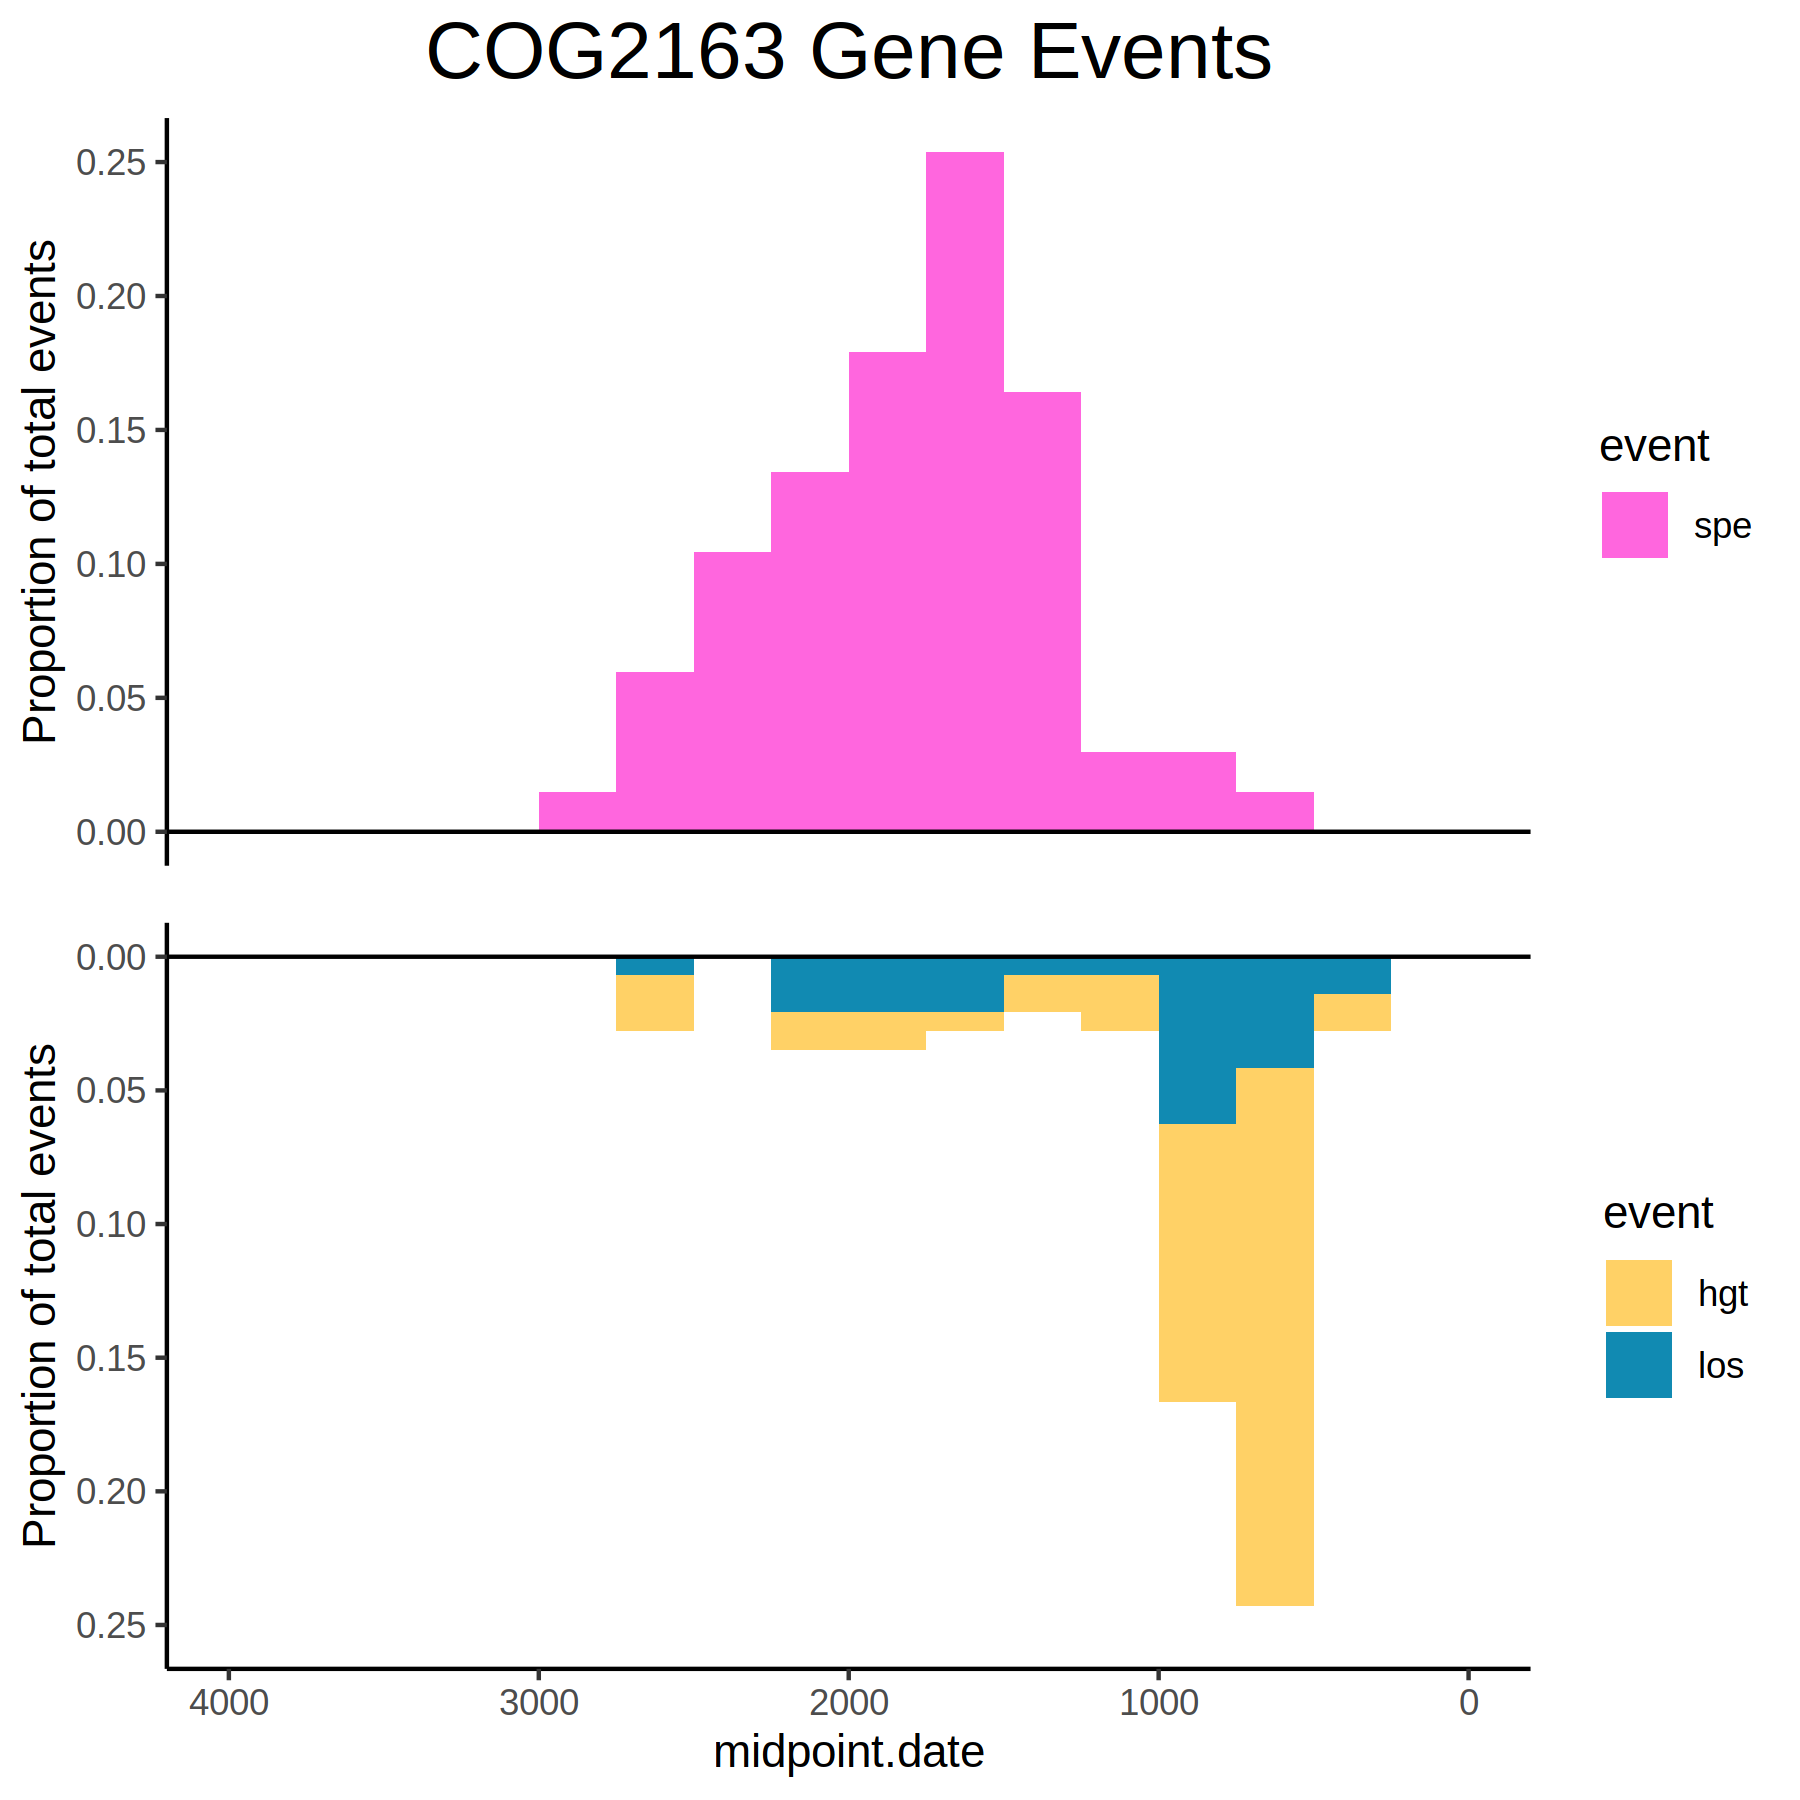 COG2163 Gene Events
Proportion of total events
0.25
0.20
0.15
0.10
0.05
0.00
event
spe
Proportion of total events
0.00
0.05
0.10
0.15
0.20
0.25
event
hgt
los
4000 3000 2000 1000 0
midpoint.date